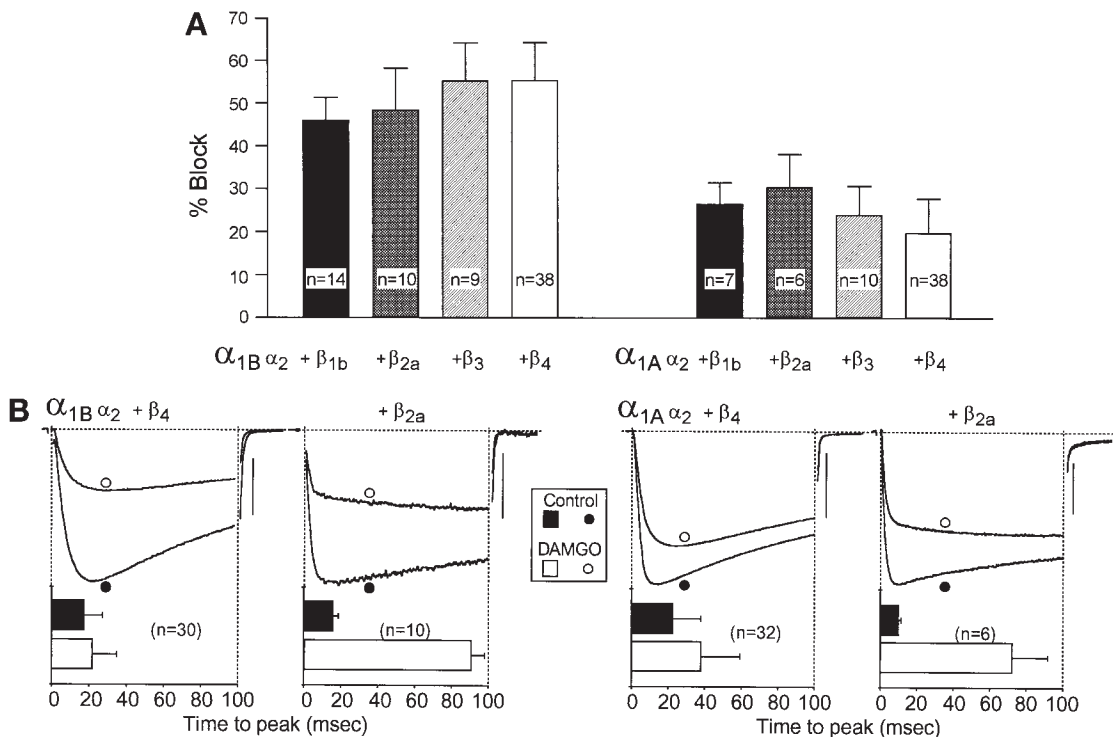 A
70
60
50
40
30
20
10
0
% Block
n=14
n=10
n=9
n=38
n=7
n=6
n=10
n=38
α1B α2 + β1b
+β2a
+β3
+β4
α1A α2 + β1b
+β2a
+β3
+β4
B
α1B α2 + β4
+ β2a
α1A α2 + β4
+ β2a
Control
DAMGO
(n=30)
(n=10)
(n=32)
(n=6)
0 20 40 60 80 100
0 20 40 60 80 100
0 20 40 60 80 100
0 20 40 60 80 100
Time to peak (msec)
Time to peak (msec)